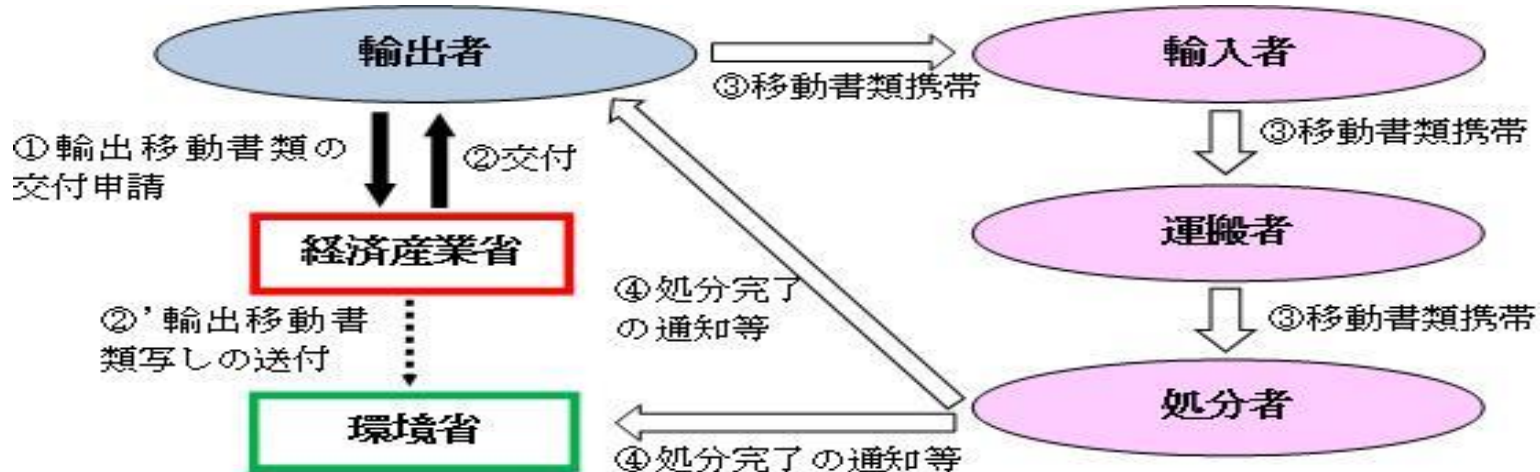 輸出者
輸入者
③移動書類携帯
①輸出移動書類の
交付申請
②交付
③移動書類携帯
経済産業省
運搬者
②’輸出移動書
類写しの送付
④処分完了
の通知等
③移動書類携帯
環境省
処分者
④処分完了の通知等